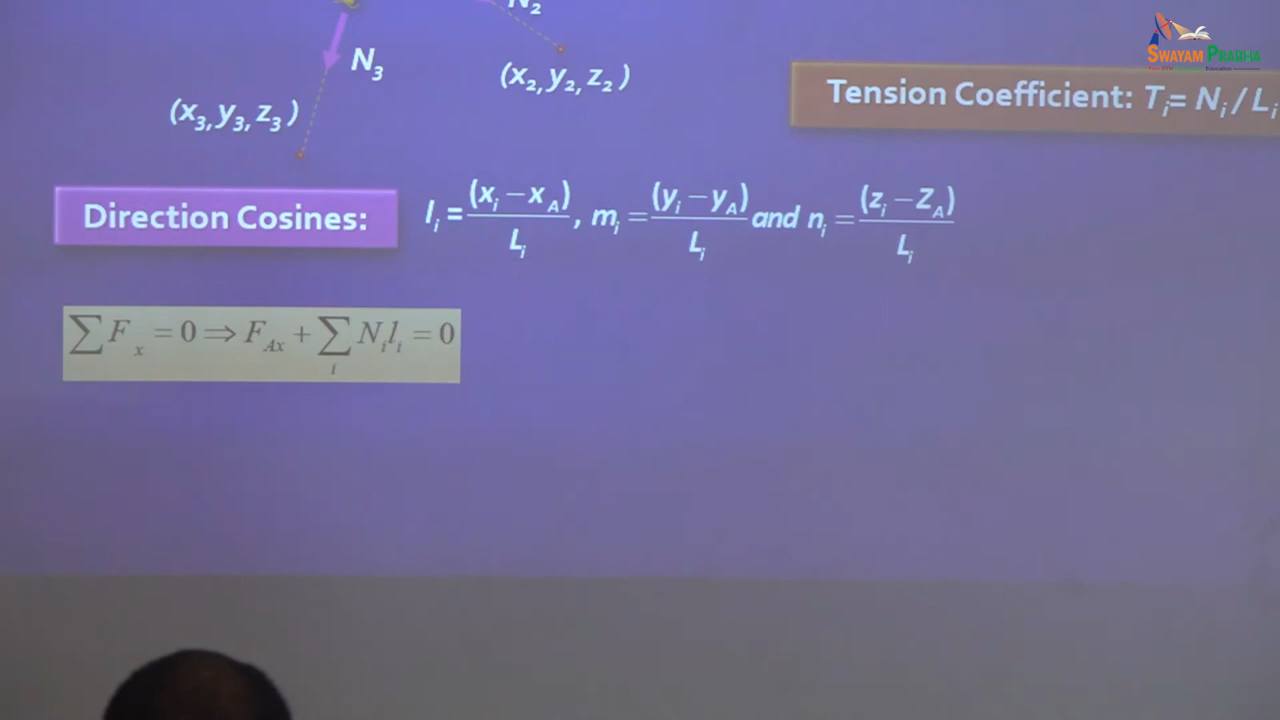 N₂
N₃
(x₂, y₂, z₂)
(x₃, y₃, z₃)
SWAYAM PRABHA
Tension Coefficient: Tᵢ= Nᵢ / Lᵢ
Direction Cosines: lᵢ = (xᵢ – x_A) / Lᵢ , mᵢ = (yᵢ – y_A) / Lᵢ and nᵢ = (zᵢ – Z_A) / Lᵢ
∑Fₓ = 0 ⇒ F_Ax + ∑ᵢ Nᵢlᵢ = 0